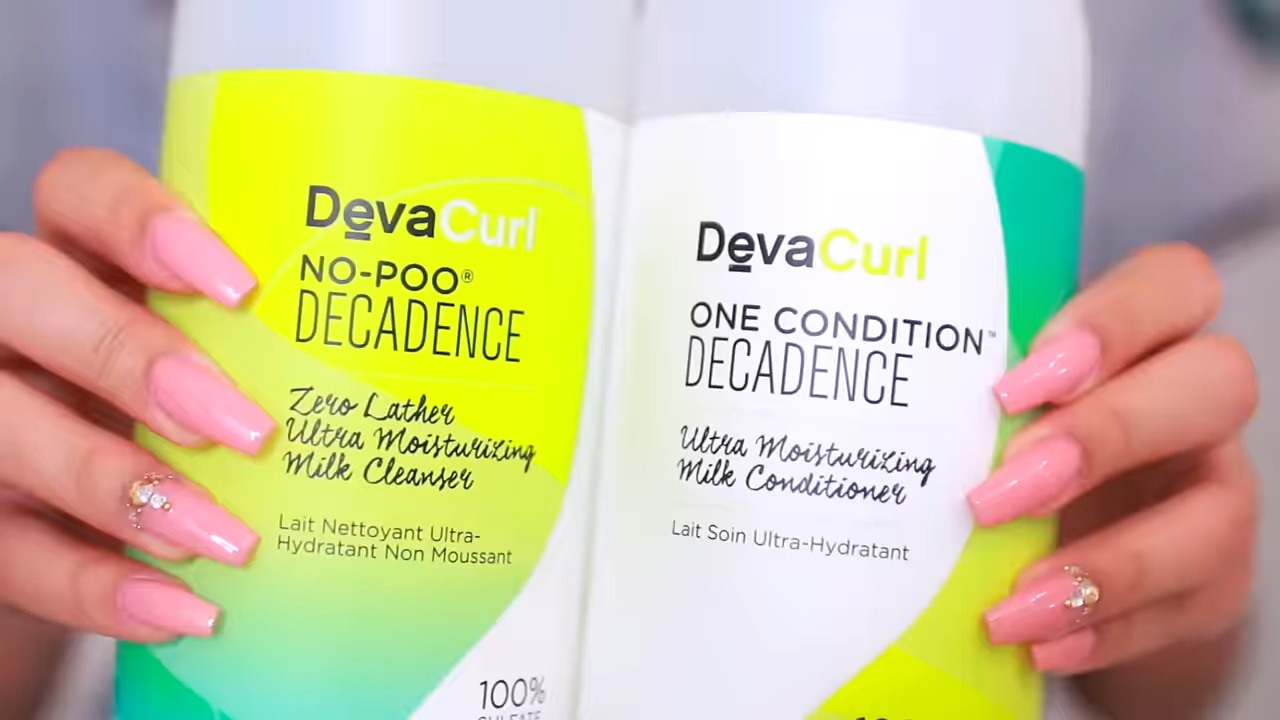 DevaCurl
NO-POO®
DECADENCE
Zero Lather
Ultra Moisturizing
Milk Cleanser
Lait Nettoyant Ultra-
Hydratant Non Moussant
100%
DevaCurl
ONE CONDITION™
DECADENCE
Ultra Moisturizing
Milk Conditioner
Lait Soin Ultra-Hydratant